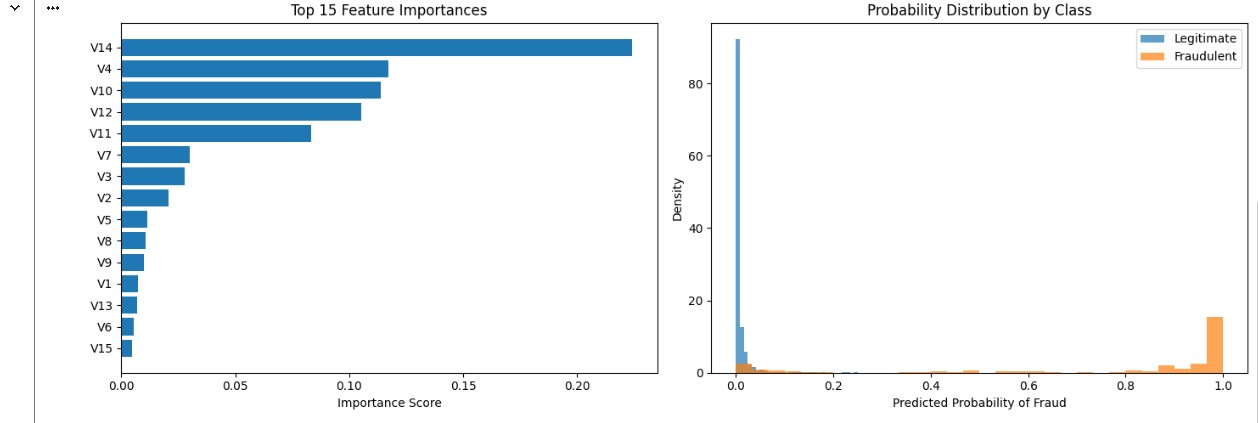 Top 15 Feature Importances
V14
V4
V10
V12
V11
V7
V3
V2
V5
V8
V9
V1
V13
V6
V15
0.00 0.05 0.10 0.15 0.20
Importance Score
Probability Distribution by Class
Legitimate
Fraudulent
Density
80
60
40
20
0
0.0 0.2 0.4 0.6 0.8 1.0
Predicted Probability of Fraud